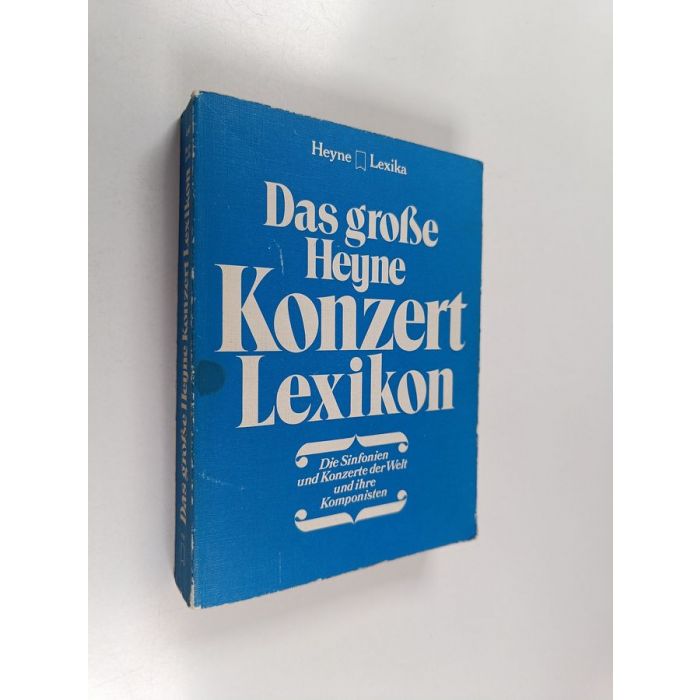 Heyne Lexika
Das große
Heyne
Konzert
Lexikon
Die Sinfonien
und Konzerte der Welt
und ihre
Komponisten
Das große Heyne Konzert Lexikon